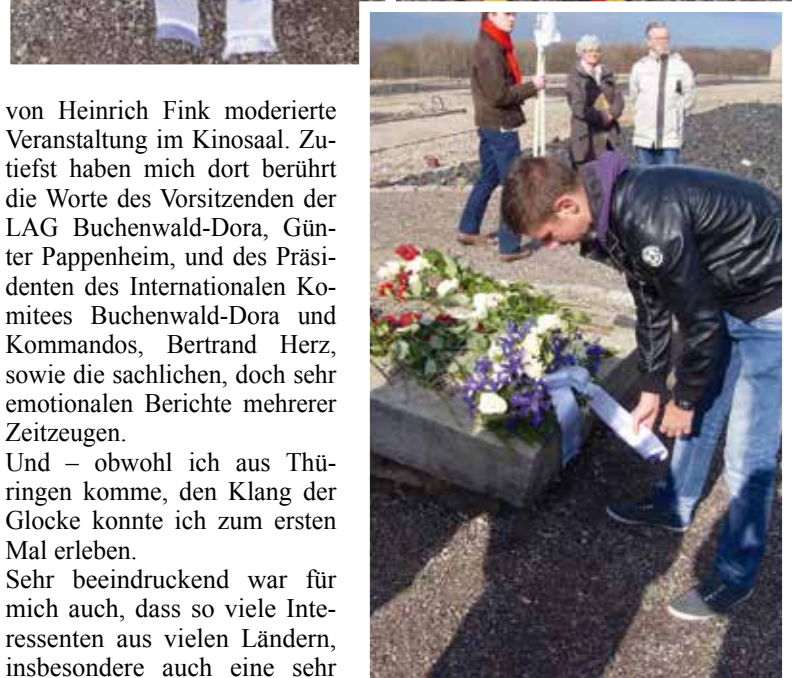 von Heinrich Fink moderierte
Veranstaltung im Kinosaal. Zu-
tiefst haben mich dort berührt
die Worte des Vorsitzenden der
LAG Buchenwald-Dora, Gün-
ter Pappenheim, und des Präsi-
denten des Internationalen Ko-
mitees Buchenwald-Dora und
Kommandos, Bertrand Herz,
sowie die sachlichen, doch sehr
emotionalen Berichte mehrerer
Zeitzeugen.
Und – obwohl ich aus Thü-
ringen komme, den Klang der
Glocke konnte ich zum ersten
Mal erleben.
Sehr beeindruckend war für
mich auch, dass so viele Inte-
ressenten aus vielen Ländern,
insbesondere auch eine sehr